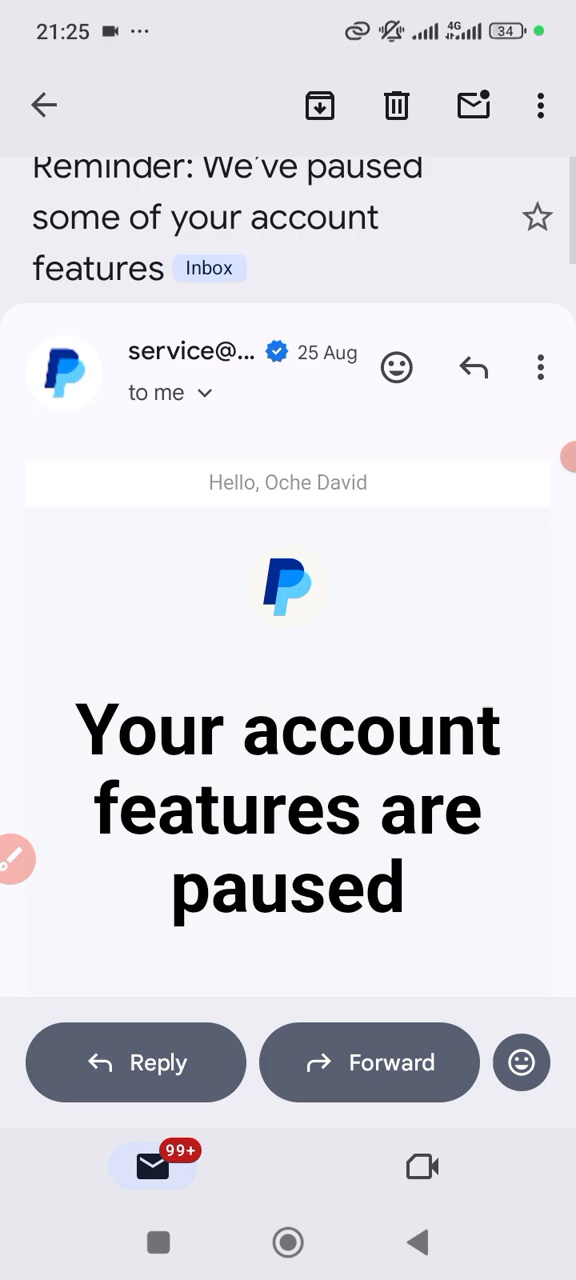 21:25
4G
34
Reminder: We've paused
some of your account
features Inbox
service@... 25 Aug
to me
Hello, Oche David
Your account
features are
paused
Reply Forward
99+